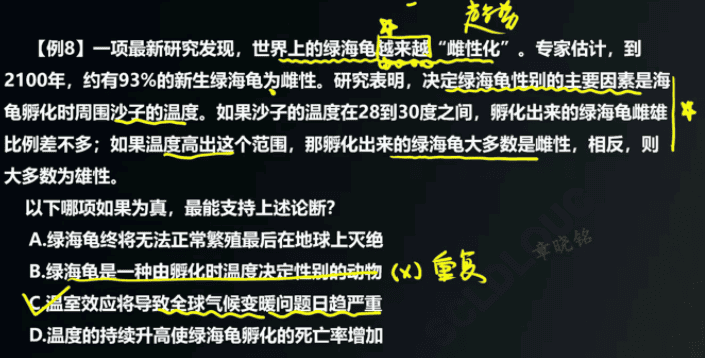 趋势
【例8】一项最新研究发现，世界上的绿海龟越来越“雌性化”。专家估计，到
2100年，约有93%的新生绿海龟为雌性。研究表明，决定绿海龟性别的主要因素是海
龟孵化时周围沙子的温度。如果沙子的温度在28到30度之间，孵化出来的绿海龟雌雄
比例差不多；如果温度高出这个范围，那孵化出来的绿海龟大多数是雌性，相反，则
大多数为雄性。
以下哪项如果为真，最能支持上述论断？
A.绿海龟终将无法正常繁殖最后在地球上灭绝
B.绿海龟是一种由孵化时温度决定性别的动物 (×) 重复
C.温室效应将导致全球气候变暖问题日趋严重
D.温度的持续升高使绿海龟孵化的死亡率增加
章晓铭